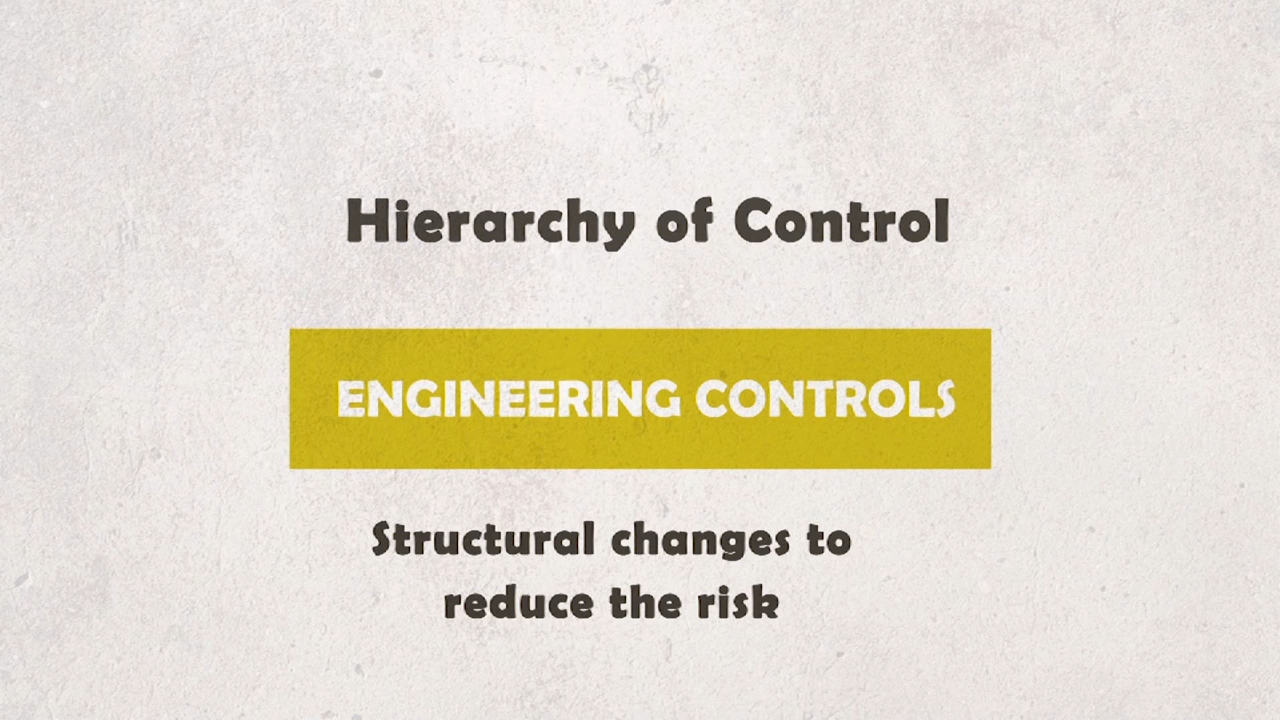 Hierarchy of Control
ENGINEERING CONTROLS
Structural changes to
reduce the risk